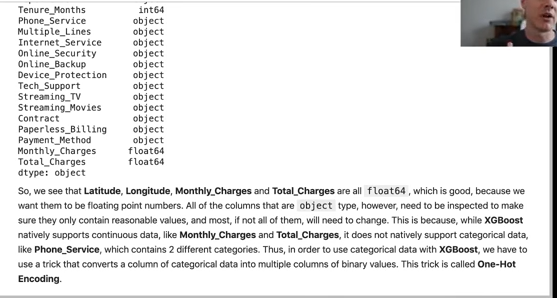 Tenure_Months int64
Phone_Service object
Multiple_Lines object
Internet_Service object
Online_Security object
Online_Backup object
Device_Protection object
Tech_Support object
Streaming_TV object
Streaming_Movies object
Contract object
Paperless_Billing object
Payment_Method object
Monthly_Charges float64
Total_Charges float64
dtype: object
So, we see that Latitude, Longitude, Monthly_Charges and Total_Charges are all float64, which is good, because we
want them to be floating point numbers. All of the columns that are object type, however, need to be inspected to make
sure they only contain reasonable values, and most, if not all of them, will need to change. This is because, while XGBoost
natively supports continuous data, like Monthly_Charges and Total_Charges, it does not natively support categorical data,
like Phone_Service, which contains 2 different categories. Thus, in order to use categorical data with XGBoost, we have to
use a trick that converts a column of categorical data into multiple columns of binary values. This trick is called One-Hot
Encoding.